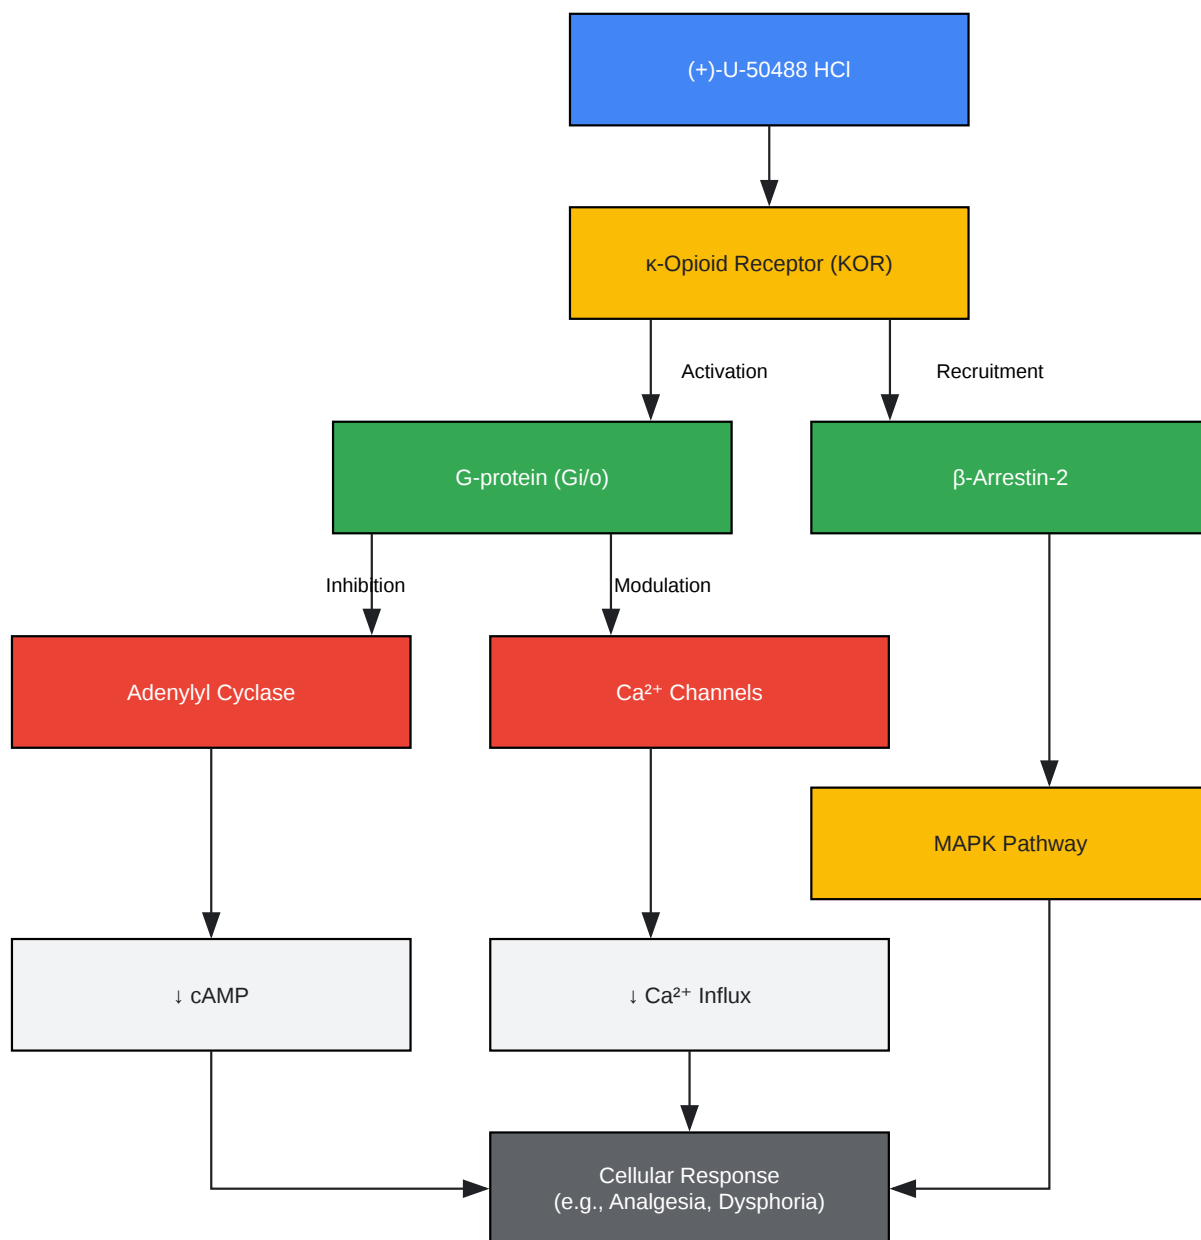 (+)-U-50488 HCl
κ-Opioid Receptor (KOR)
Activation
Recruitment
G-protein (Gi/o)
β-Arrestin-2
Inhibition
Modulation
Adenylyl Cyclase
Ca²⁺ Channels
MAPK Pathway
↓ cAMP
↓ Ca²⁺ Influx
Cellular Response
(e.g., Analgesia, Dysphoria)